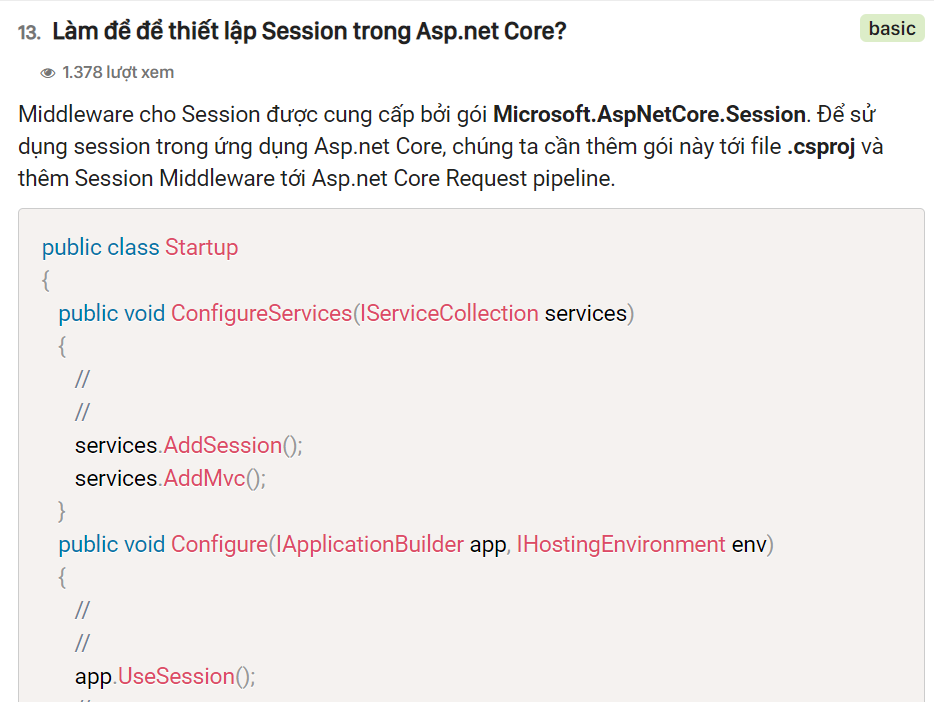 13. Làm để để thiết lập Session trong Asp.net Core?
basic
1.378 lượt xem
Middleware cho Session được cung cấp bởi gói Microsoft.AspNetCore.Session. Để sử
dụng session trong ứng dụng Asp.net Core, chúng ta cần thêm gói này tới file .csproj và
thêm Session Middleware tới Asp.net Core Request pipeline.
public class Startup
{
public void ConfigureServices(IServiceCollection services)
{
//
//
services.AddSession();
services.AddMvc();
}
public void Configure(IApplicationBuilder app, IHostingEnvironment env)
{
//
//
app.UseSession();
//